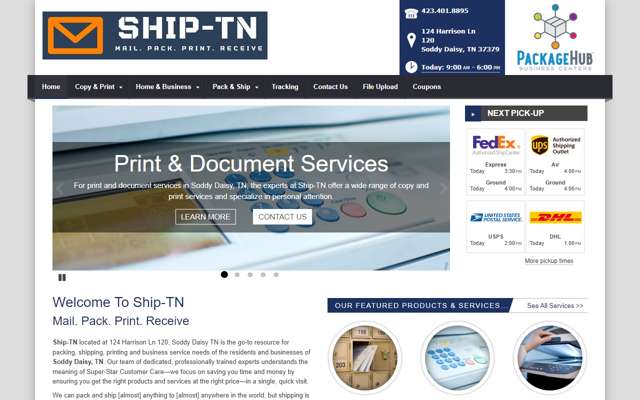 SHIP-TN
MAIL. PACK. PRINT. RECEIVE
423.401.8895
124 Harrison Ln
120
Soddy Daisy, TN 37379
Today: 9:00 AM - 6:00 PM
PACKAGEHUB
BUSINESS CENTERS
Home Copy & Print Home & Business Pack & Ship Tracking Contact Us File Upload Coupons
Print & Document Services
For print and document services in Soddy Daisy, TN, the experts at Ship-TN offer a wide range of copy and
print services and specialize in personal attention.
LEARN MORE CONTACT US
NEXT PICK-UP
FedEx
Authorized ShipCenter
Express
Today 3:30 PM
Ground
Today 4:00 PM
ups
Authorized
Shipping
Outlet
Air
Today 4:00 PM
Ground
Today 4:00 PM
UNITED STATES
POSTAL SERVICE
USPS
Today 2:00 PM
DHL
DHL
Today 1:00 PM
More pickup times
Welcome To Ship-TN
Mail. Pack. Print. Receive
Ship-TN located at 124 Harrison Ln 120, Soddy Daisy TN is the go-to resource for
packing, shipping, printing and business service needs of the residents and businesses of
Soddy Daisy, TN. Our team of dedicated, professionally trained experts understands the
meaning of Super-Star Customer Care—we focus on saving you time and money by
ensuring you get the right products and services at the right price—in a single, quick visit.
We can pack and ship [almost] anything to [almost] anywhere in the world, but shipping is
OUR FEATURED PRODUCTS & SERVICES...
See All Services >>
203